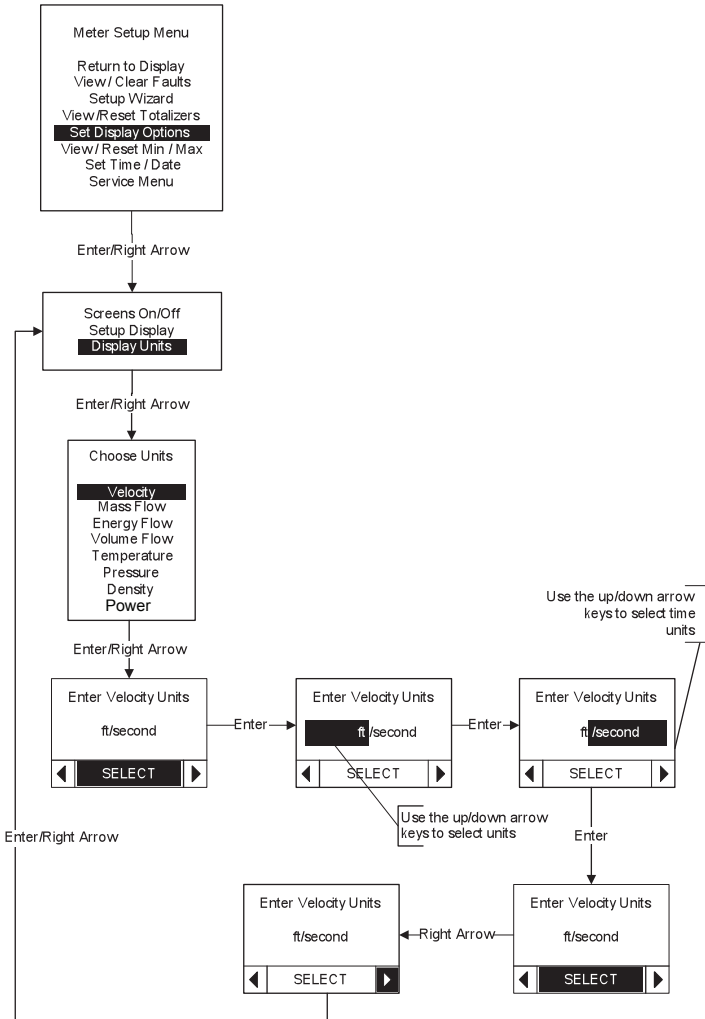 Meter Setup Menu
Return to Display
View / Clear Faults
Setup Wizard
View /Reset Totalizers
Set Display Options
View / Reset Min / Max
Set Time / Date
Service Menu
Enter/Right Arrow
Screens On/Off
Setup Display
Display Units
Enter/Right Arrow
Choose Units
Velocity
Mass Flow
Energy Flow
Volume Flow
Temperature
Pressure
Density
Power
Enter/Right Arrow
Use the up/down arrow
keys to select time
units
Enter Velocity Units
ft/second
SELECT
Enter
Enter Velocity Units
ft /second
SELECT
Enter
Enter Velocity Units
ft /second
SELECT
Use the up/down arrow
keys to select units
Enter/Right Arrow
Enter
Enter Velocity Units
ft/second
SELECT
Right Arrow
Enter Velocity Units
ft/second
SELECT